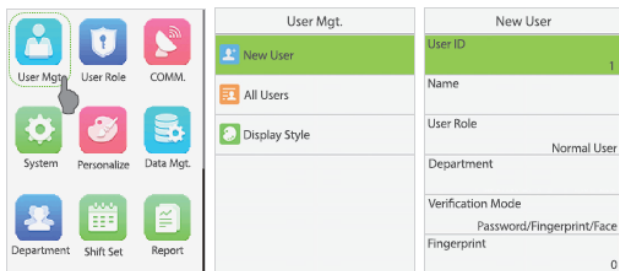 User Mgt.
User Role
COMM.
System
Personalize
Data Mgt.
Department
Shift Set
Report
User Mgt.
New User
All Users
Display Style
New User
User ID
1
Name
User Role
Normal User
Department
Verification Mode
Password/Fingerprint/Face
Fingerprint
0